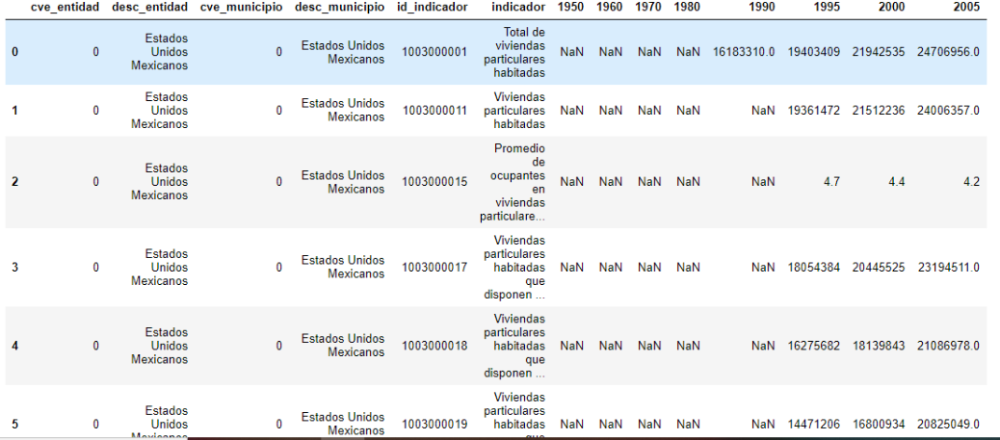 cve_entidad desc_entidad cve_municipio desc_municipio id_indicador indicador 1950 1960 1970 1980 1990 1995 2000 2005
0 0 Estados Unidos Mexicanos 0 Estados Unidos Mexicanos 1003000001 Total de viviendas particulares habitadas NaN NaN NaN NaN 16183310.0 19403409 21942535 24706956.0
1 0 Estados Unidos Mexicanos 0 Estados Unidos Mexicanos 1003000011 Viviendas particulares habitadas NaN NaN NaN NaN NaN 19361472 21512236 24006357.0
2 0 Estados Unidos Mexicanos 0 Estados Unidos Mexicanos 1003000015 Promedio de ocupantes en viviendas particulare... NaN NaN NaN NaN NaN 4.7 4.4 4.2
3 0 Estados Unidos Mexicanos 0 Estados Unidos Mexicanos 1003000017 Viviendas particulares habitadas que disponen ... NaN NaN NaN NaN NaN 18054384 20445525 23194511.0
4 0 Estados Unidos Mexicanos 0 Estados Unidos Mexicanos 1003000018 Viviendas particulares habitadas que disponen ... NaN NaN NaN NaN NaN 16275682 18139843 21086978.0
5 0 Estados Unidos Mexicanos 0 Estados Unidos Mexicanos 1003000019 Viviendas particulares habitadas que NaN NaN NaN NaN NaN 14471206 16800934 20825049.0